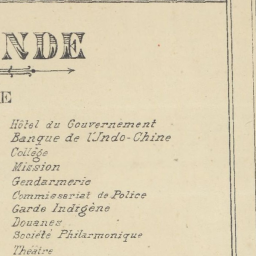 NDE
E
Hôtel du Gouvernement
Banque de l'Indo-Chine
Collège
Mission
Gendarmerie
Commissariat de Police
Garde Indigène
Douanes
Société Philarmonique
Théâtre